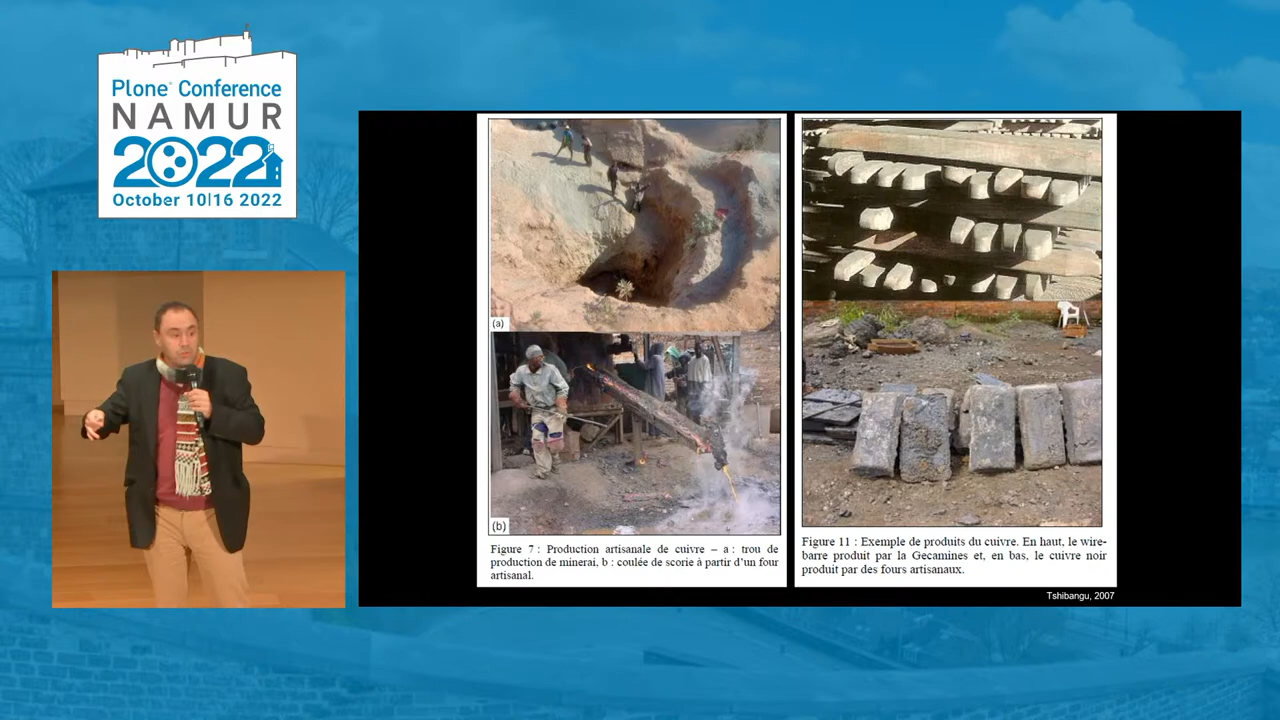 Plone® Conference
NAMUR
2022
October 10|16 2022
(a)
(b)
Figure 7 : Production artisanale de cuivre – a : trou de
production de minerai, b : coulée de scorie à partir d'un four
artisanal.
Figure 11 : Exemple de produits du cuivre. En haut, le wire-
barre produit par la Gecamines et, en bas, le cuivre noir
produit par des fours artisanaux.
Tshibangu, 2007